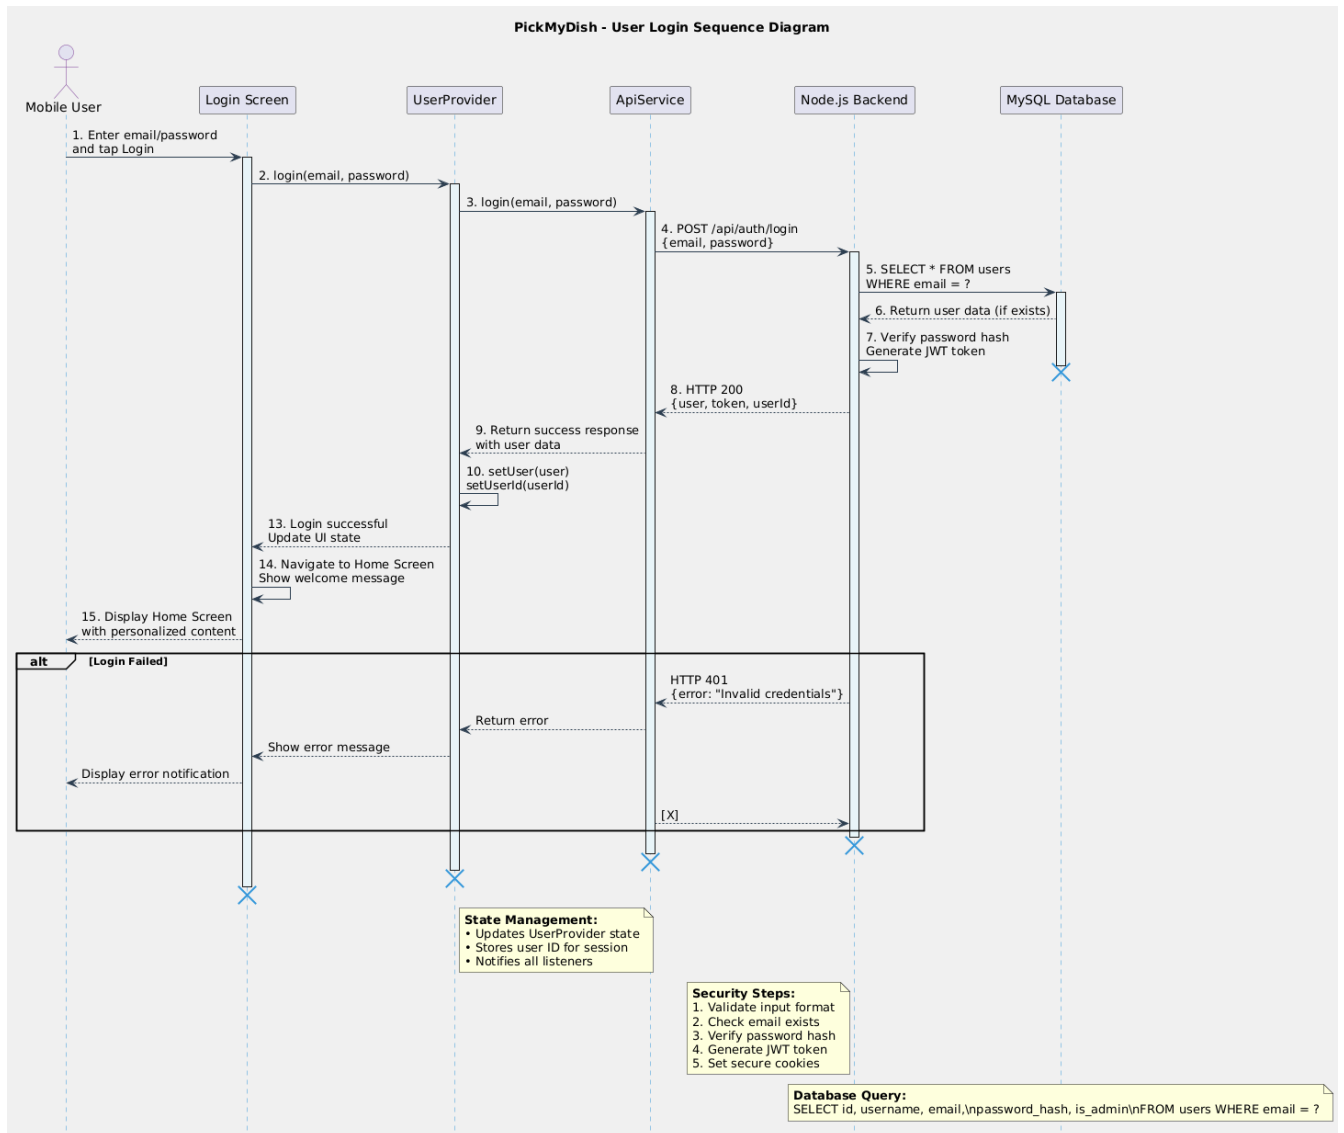 PickMyDish - User Login Sequence Diagram
Mobile User
Login Screen
UserProvider
ApiService
Node.js Backend
MySQL Database
1. Enter email/password
and tap Login
2. login(email, password)
3. login(email, password)
4. POST /api/auth/login
{email, password}
5. SELECT * FROM users
WHERE email = ?
6. Return user data (if exists)
7. Verify password hash
Generate JWT token
8. HTTP 200
{user, token, userId}
9. Return success response
with user data
10. setUser(user)
setUserId(userId)
13. Login successful
Update UI state
14. Navigate to Home Screen
Show welcome message
15. Display Home Screen
with personalized content
alt
[Login Failed]
HTTP 401
{error: "Invalid credentials"}
Return error
Show error message
Display error notification
[X]
State Management:
• Updates UserProvider state
• Stores user ID for session
• Notifies all listeners
Security Steps:
1. Validate input format
2. Check email exists
3. Verify password hash
4. Generate JWT token
5. Set secure cookies
Database Query:
SELECT id, username, email,\npassword_hash, is_admin\nFROM users WHERE email = ?